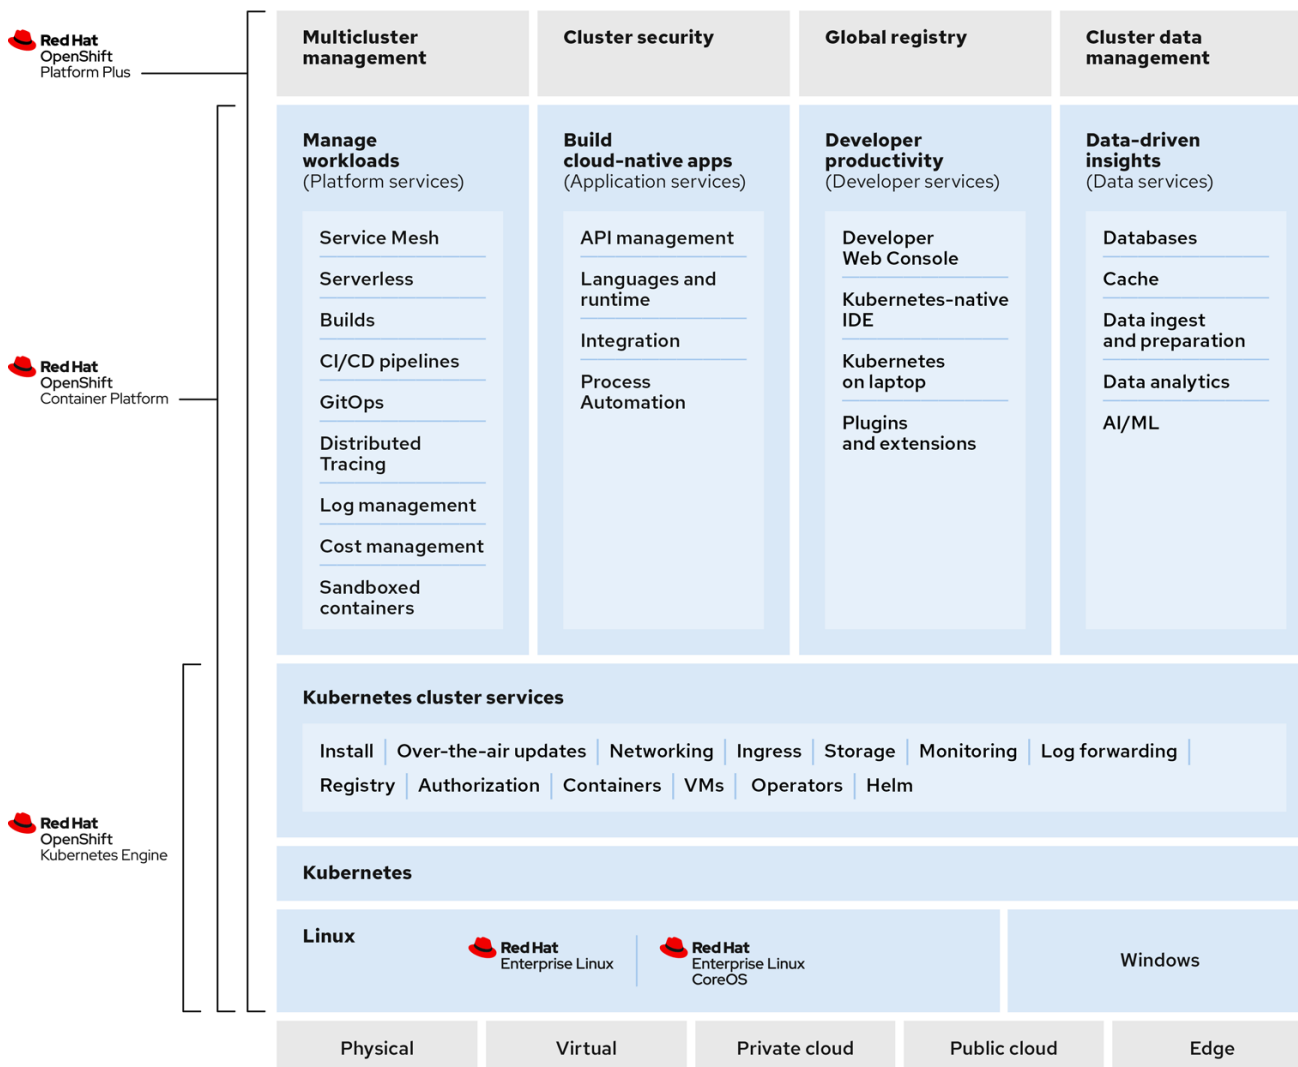 Red Hat
OpenShift
Platform Plus
Multicluster
management
Cluster security
Global registry
Cluster data
management
Red Hat
OpenShift
Container Platform
Manage
workloads
(Platform services)
Service Mesh
Serverless
Builds
CI/CD pipelines
GitOps
Distributed
Tracing
Log management
Cost management
Sandboxed
containers
Build
cloud-native apps
(Application services)
API management
Languages and
runtime
Integration
Process
Automation
Developer
productivity
(Developer services)
Developer
Web Console
Kubernetes-native
IDE
Kubernetes
on laptop
Plugins
and extensions
Data-driven
insights
(Data services)
Databases
Cache
Data ingest
and preparation
Data analytics
AI/ML
Red Hat
OpenShift
Kubernetes Engine
Kubernetes cluster services
Install | Over-the-air updates | Networking | Ingress | Storage | Monitoring | Log forwarding |
Registry | Authorization | Containers | VMs | Operators | Helm
Kubernetes
Linux
Red Hat
Enterprise Linux
Red Hat
Enterprise Linux
CoreOS
Windows
Physical
Virtual
Private cloud
Public cloud
Edge